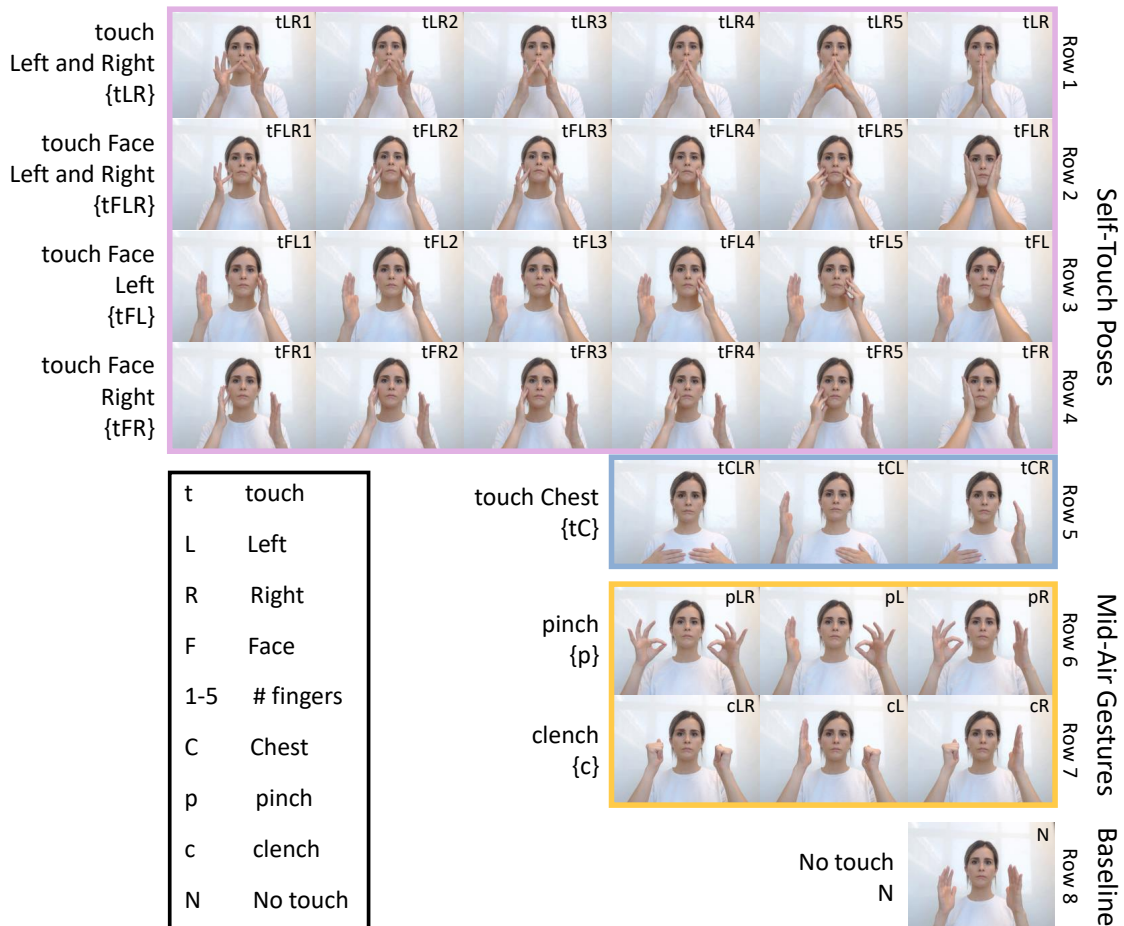 touch
Left and Right
{tLR}
tLR1 tLR2 tLR3 tLR4 tLR5 tLR
Row 1
touch Face
Left and Right
{tFLR}
tFLR1 tFLR2 tFLR3 tFLR4 tFLR5 tFLR
Row 2
touch Face
Left
{tFL}
tFL1 tFL2 tFL3 tFL4 tFL5 tFL
Row 3
touch Face
Right
{tFR}
tFR1 tFR2 tFR3 tFR4 tFR5 tFR
Row 4
Self-Touch Poses
touch Chest
{tC}
tCLR tCL tCR
Row 5
pinch
{p}
pLR pL pR
Row 6
clench
{c}
cLR cL cR
Row 7
Mid-Air Gestures
No touch
N
N
Row 8
Baseline
t touch
L Left
R Right
F Face
1-5 # fingers
C Chest
p pinch
c clench
N No touch